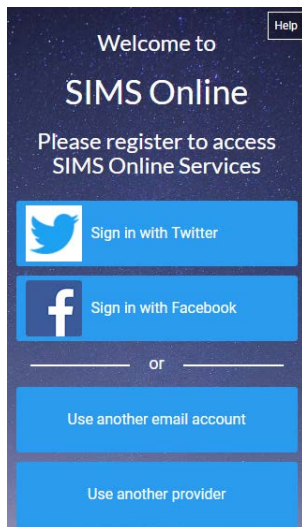 Help
Welcome to
SIMS Online
Please register to access
SIMS Online Services
Sign in with Twitter
Sign in with Facebook
or
Use another email account
Use another provider